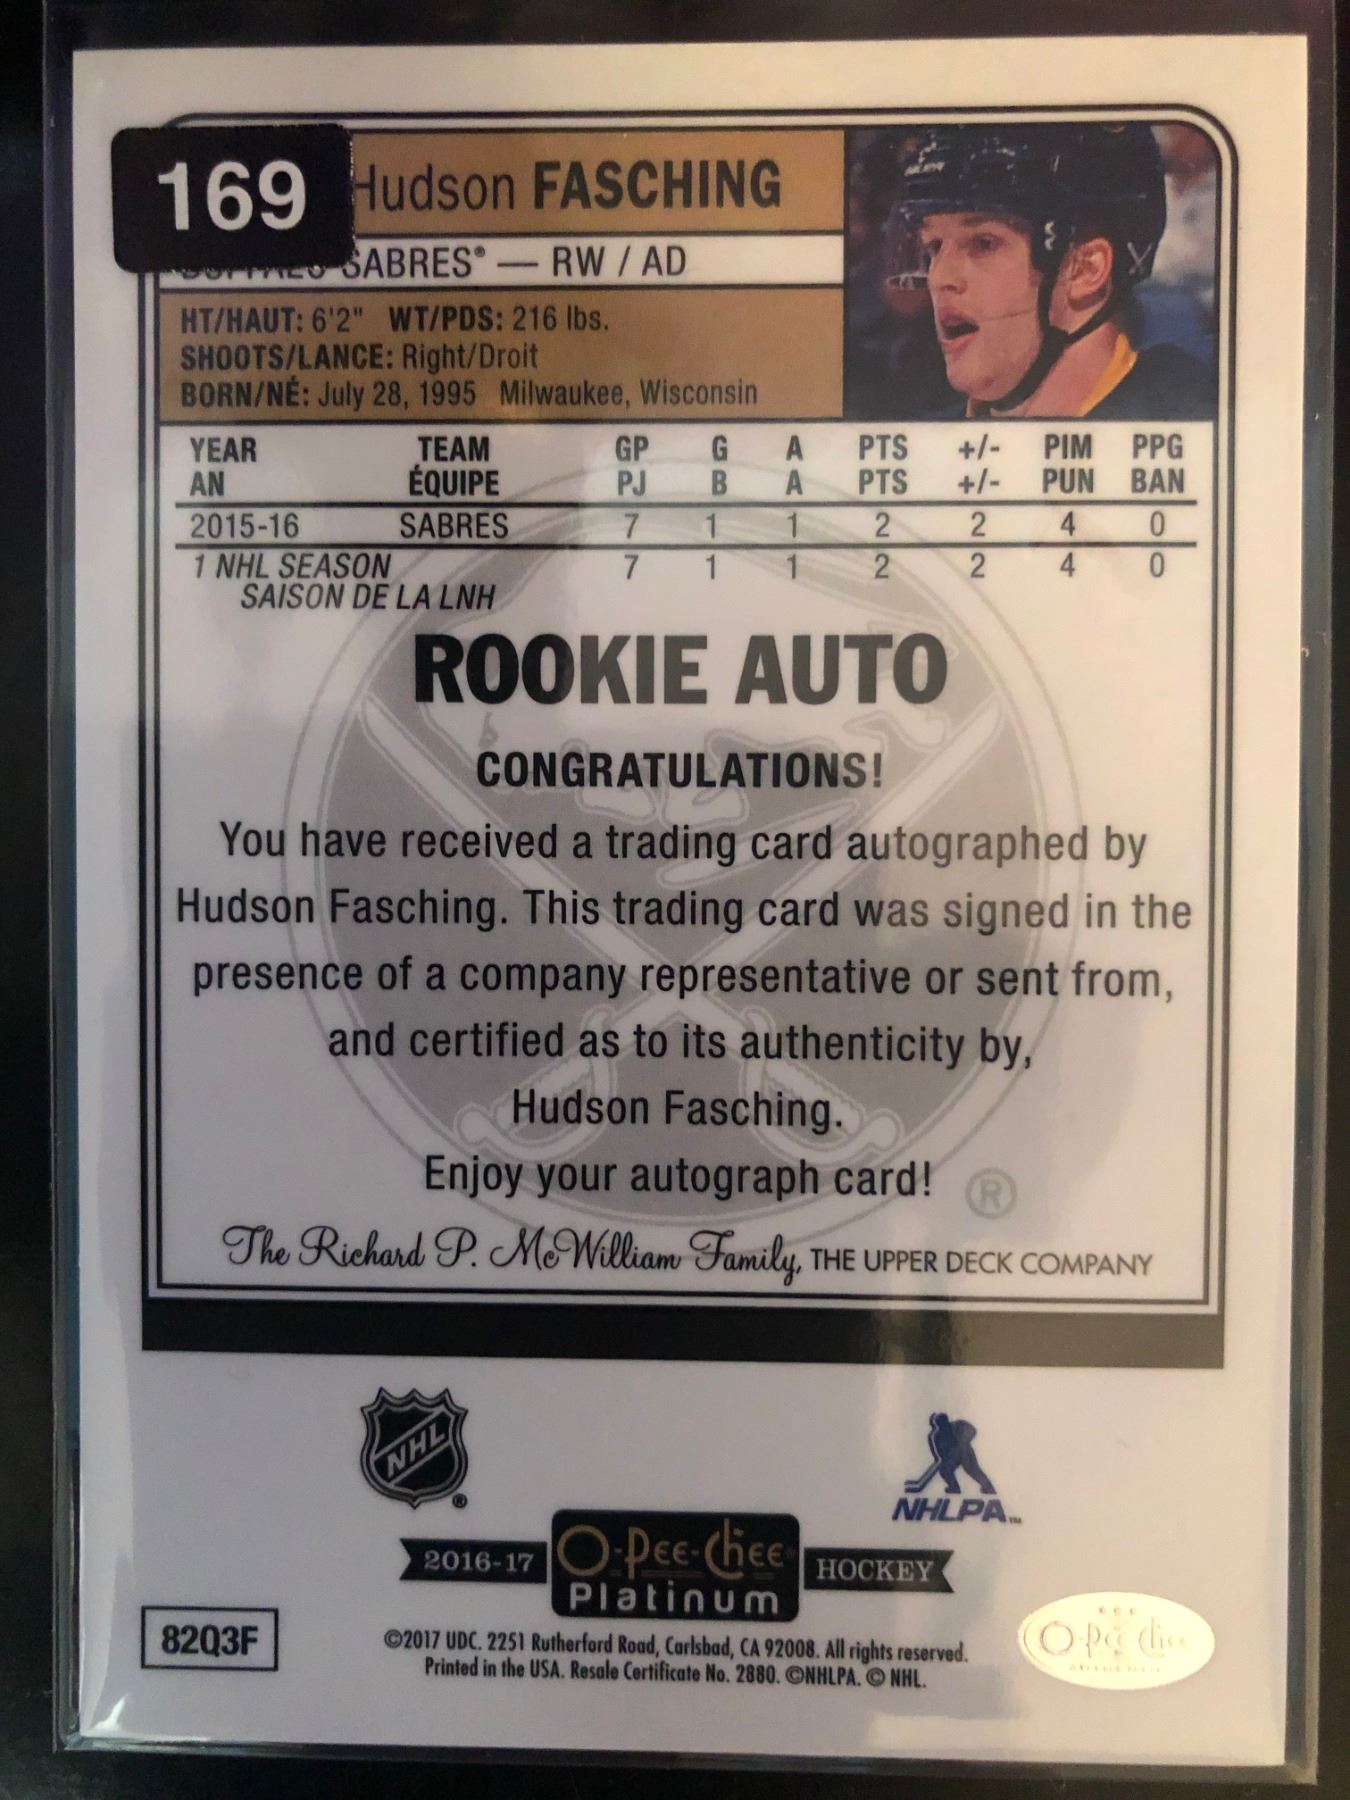 169
Hudson FASCHING
BUFFALO SABRES® — RW / AD
HT/HAUT: 6'2" WT/PDS: 216 lbs.
SHOOTS/LANCE: Right/Droit
BORN/NÉ: July 28, 1995 Milwaukee, Wisconsin
YEAR TEAM GP G A PTS +/- PIM PPG
AN ÉQUIPE PJ B A PTS +/- PUN BAN
2015-16 SABRES 7 1 1 2 2 4 0
1 NHL SEASON 7 1 1 2 2 4 0
SAISON DE LA LNH
ROOKIE AUTO
CONGRATULATIONS!
You have received a trading card autographed by
Hudson Fasching. This trading card was signed in the
presence of a company representative or sent from,
and certified as to its authenticity by,
Hudson Fasching.
Enjoy your autograph card!
®
The Richard P. McWilliam Family, THE UPPER DECK COMPANY
NHL ®
NHLPA™
2016-17 O-Pee-Chee® HOCKEY
Platinum
82Q3F
©2017 UDC. 2251 Rutherford Road, Carlsbad, CA 92008. All rights reserved.
Printed in the USA. Resale Certificate No. 2880. ©NHLPA. © NHL.
O-Pee-Chee